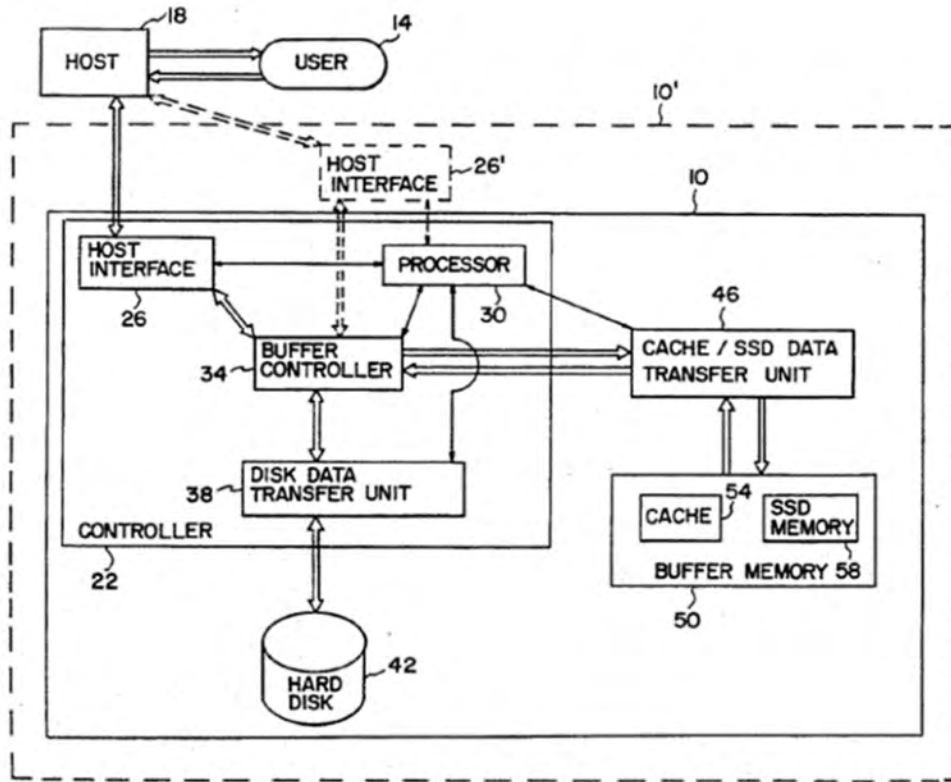 18
HOST
14
USER
10'
HOST
INTERFACE
26'
10
HOST
INTERFACE
26
PROCESSOR
30
46
CACHE / SSD DATA
TRANSFER UNIT
34
BUFFER
CONTROLLER
38
DISK DATA
TRANSFER UNIT
CONTROLLER
22
54
CACHE
SSD
MEMORY
BUFFER MEMORY 58
50
42
HARD
DISK